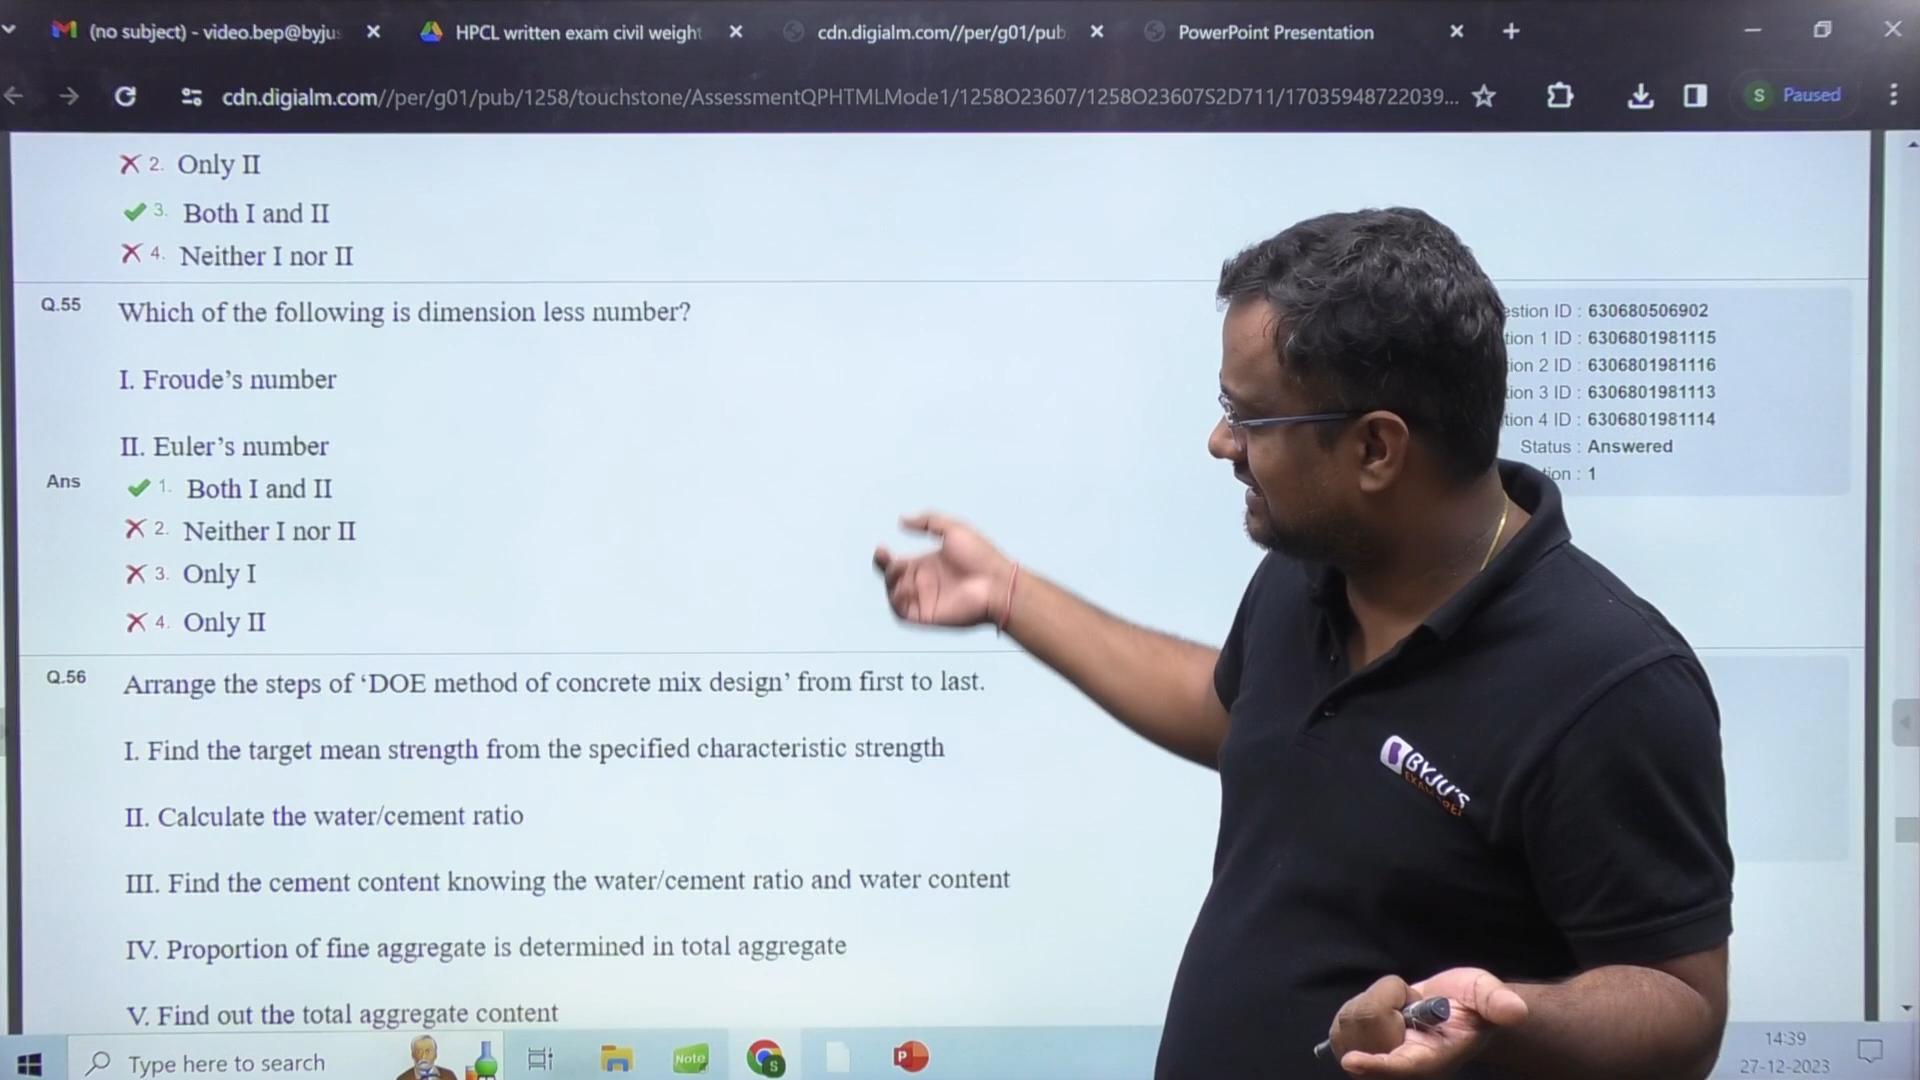 (no subject) - video.bep@byju
HPCL written exam civil weight
cdn.digialm.com//per/g01/pub
PowerPoint Presentation
cdn.digialm.com//per/g01/pub/1258/touchstone/AssessmentQPHTMLMode1/1258O23607/1258O23607S2D711/17035948722039...
S Paused
2. Only II
3. Both I and II
4. Neither I nor II
Q.55 Which of the following is dimension less number?
I. Froude’s number
II. Euler’s number
Ans
1. Both I and II
2. Neither I nor II
3. Only I
4. Only II
estion ID : 630680506902
tion 1 ID : 6306801981115
ion 2 ID : 6306801981116
tion 3 ID : 6306801981113
tion 4 ID : 6306801981114
Status : Answered
tion : 1
Q.56 Arrange the steps of ‘DOE method of concrete mix design’ from first to last.
I. Find the target mean strength from the specified characteristic strength
II. Calculate the water/cement ratio
III. Find the cement content knowing the water/cement ratio and water content
IV. Proportion of fine aggregate is determined in total aggregate
V. Find out the total aggregate content
BYJU'S
Type here to search
Note
S
P
14:39
27-12-2023